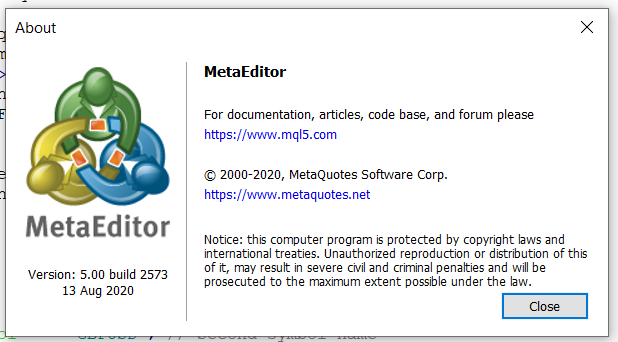 About
MetaEditor
For documentation, articles, code base, and forum please
https://www.mql5.com
© 2000-2020, MetaQuotes Software Corp.
https://www.metaquotes.net
MetaEditor
Version: 5.00 build 2573
13 Aug 2020
Notice: this computer program is protected by copyright laws and
international treaties. Unauthorized reproduction or distribution of this
of it, may result in severe civil and criminal penalties and will be
prosecuted to the maximum extent possible under the law.
Close